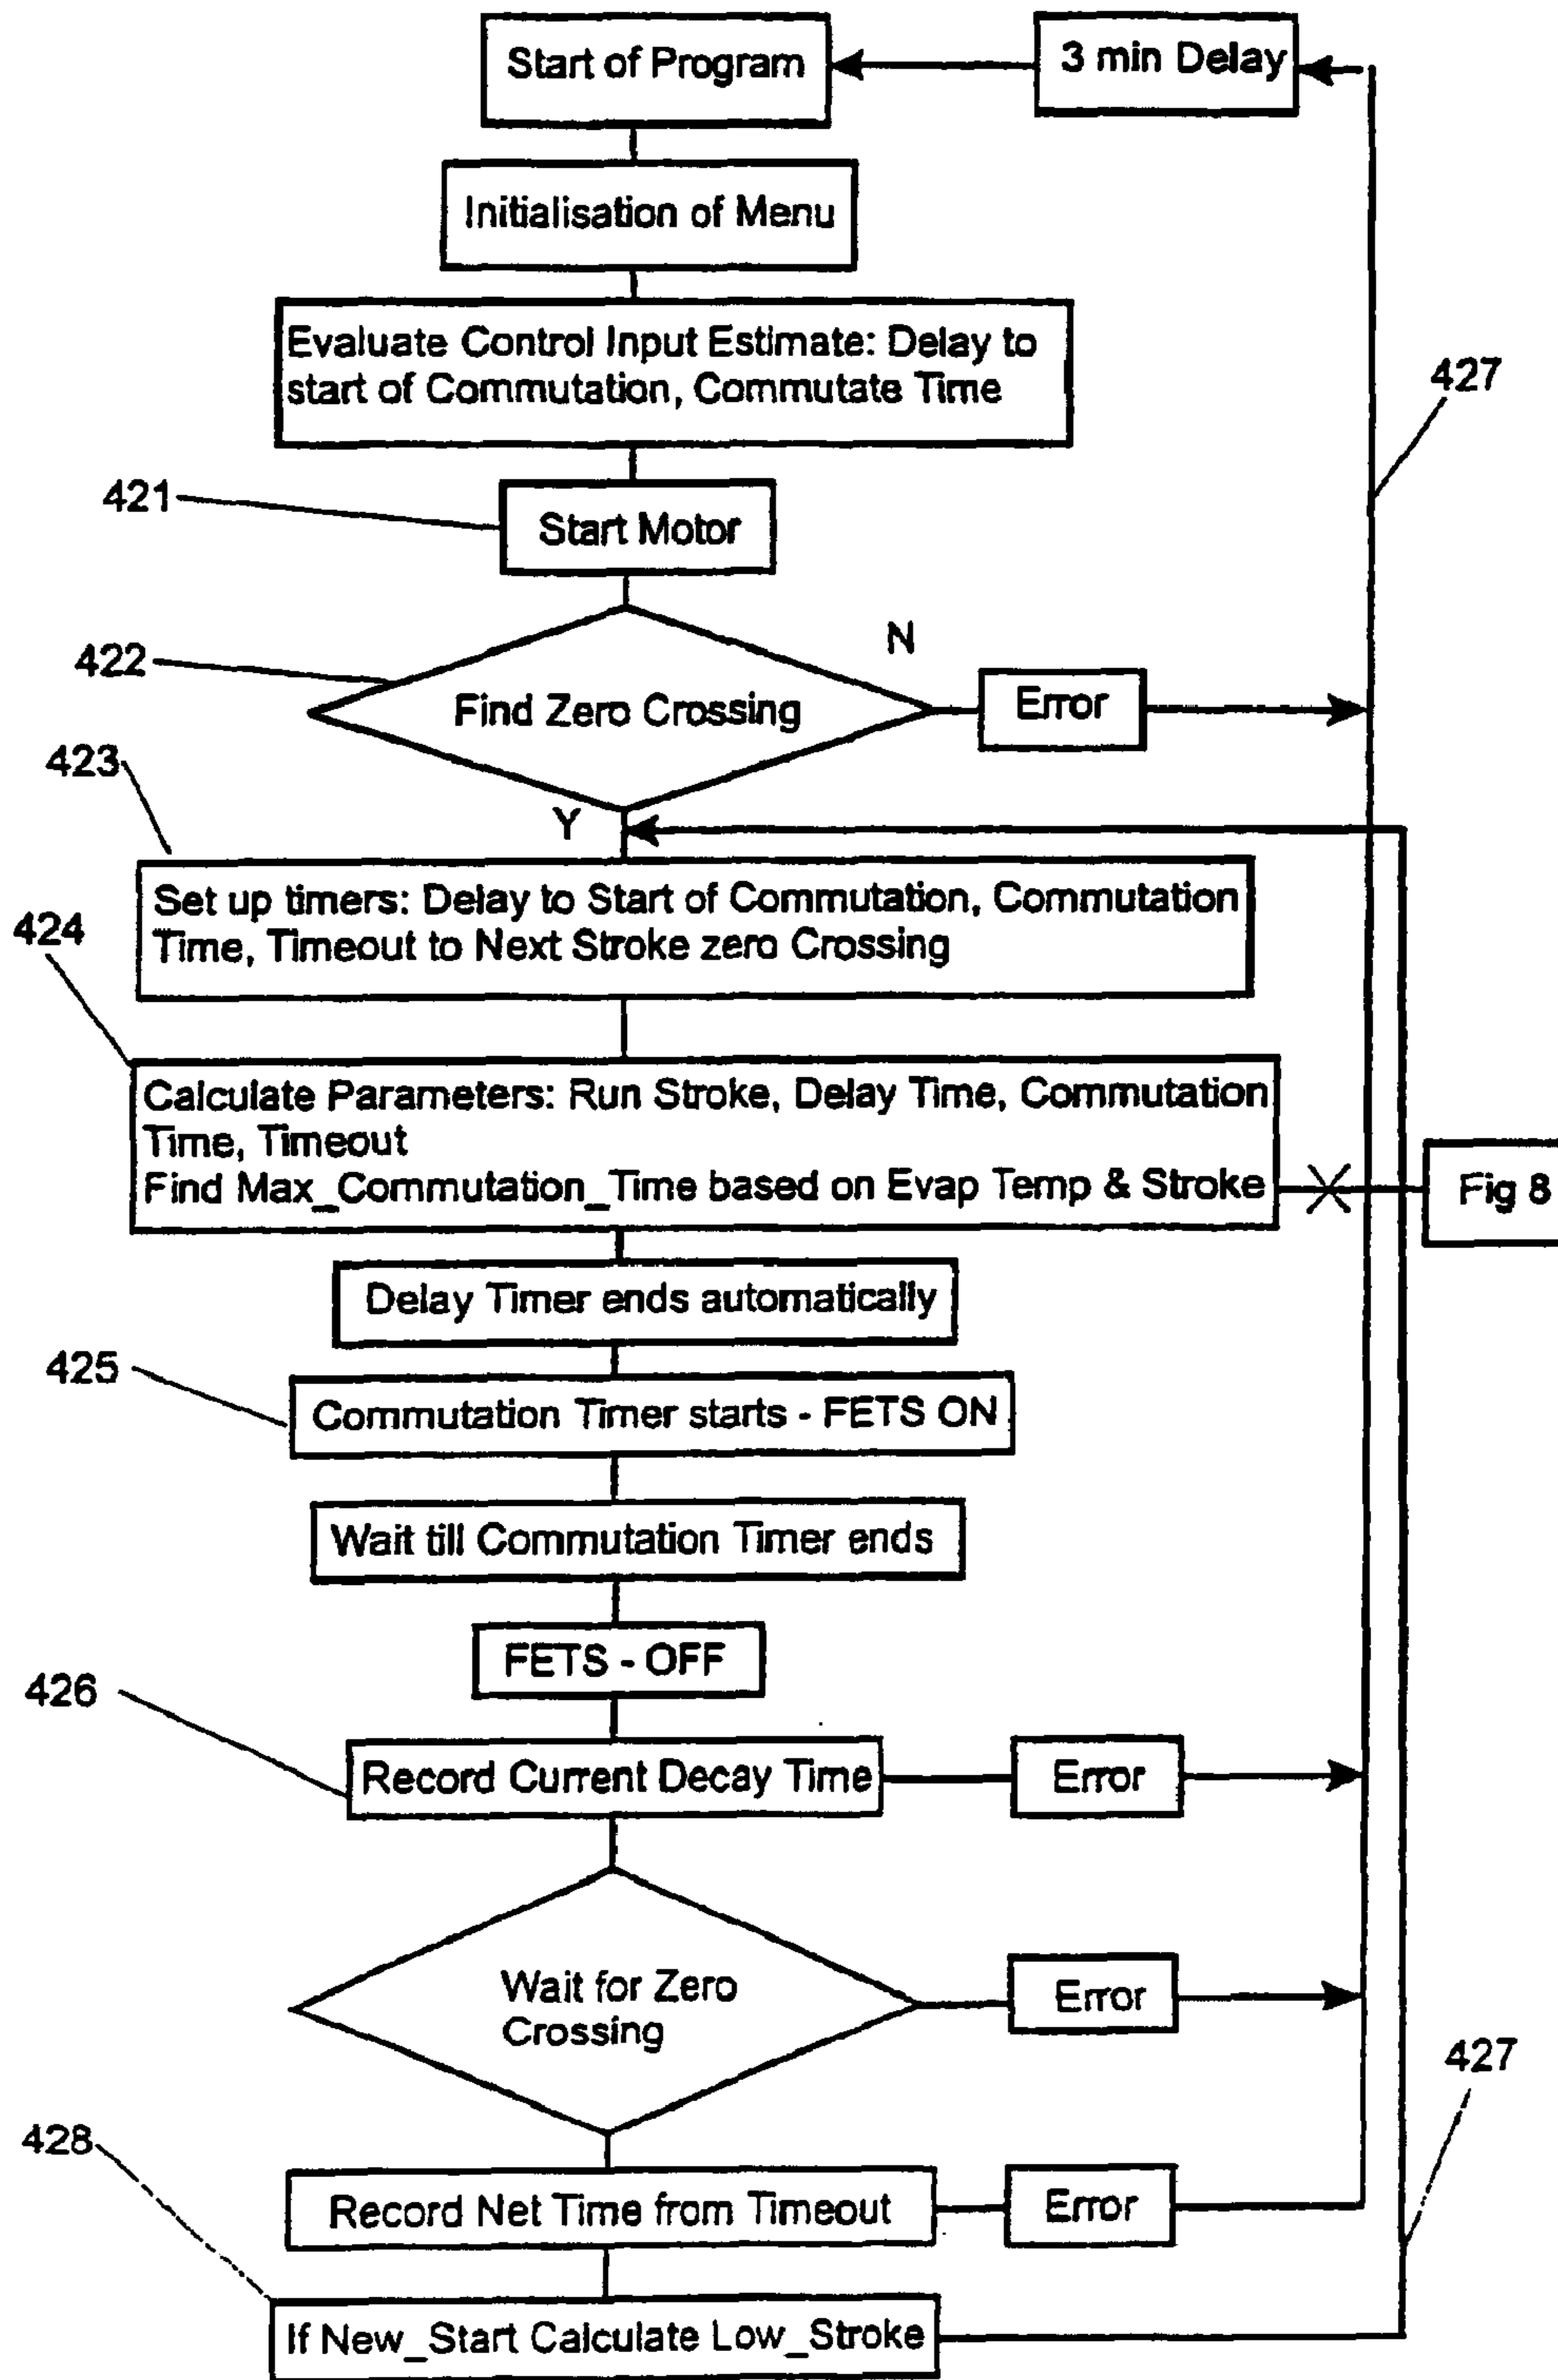 Start of Program
3 min Delay
Initialisation of Menu
Evaluate Control Input Estimate: Delay to
start of Commutation, Commutate Time
427
421
Start Motor
422
N
Find Zero Crossing
Error
423
Y
Set up timers: Delay to Start of Commutation, Commutation
Time, Timeout to Next Stroke zero Crossing
424
Calculate Parameters: Run Stroke, Delay Time, Commutation
Time, Timeout
Find Max_Commutation_Time based on Evap Temp & Stroke
Fig 8
Delay Timer ends automatically
425
Commutation Timer starts - FETS ON
Wait till Commutation Timer ends
FETS - OFF
426
Record Current Decay Time
Error
Wait for Zero
Crossing
Error
427
428
Record Net Time from Timeout
Error
If New_Start Calculate Low_Stroke